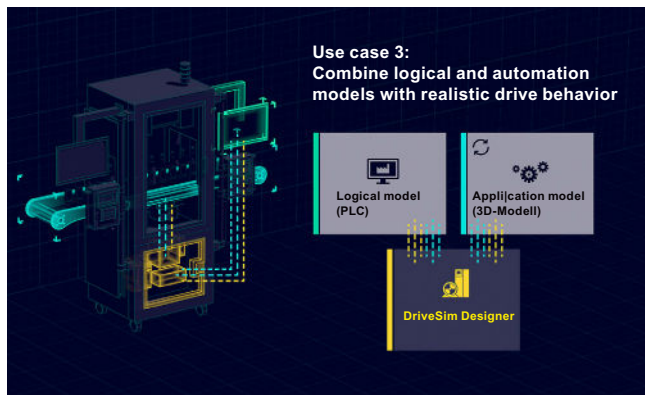 Use case 3:
Combine logical and automation
models with realistic drive behavior
Logical model
(PLC)
Appli|cation model
(3D-Modell)
DriveSim Designer